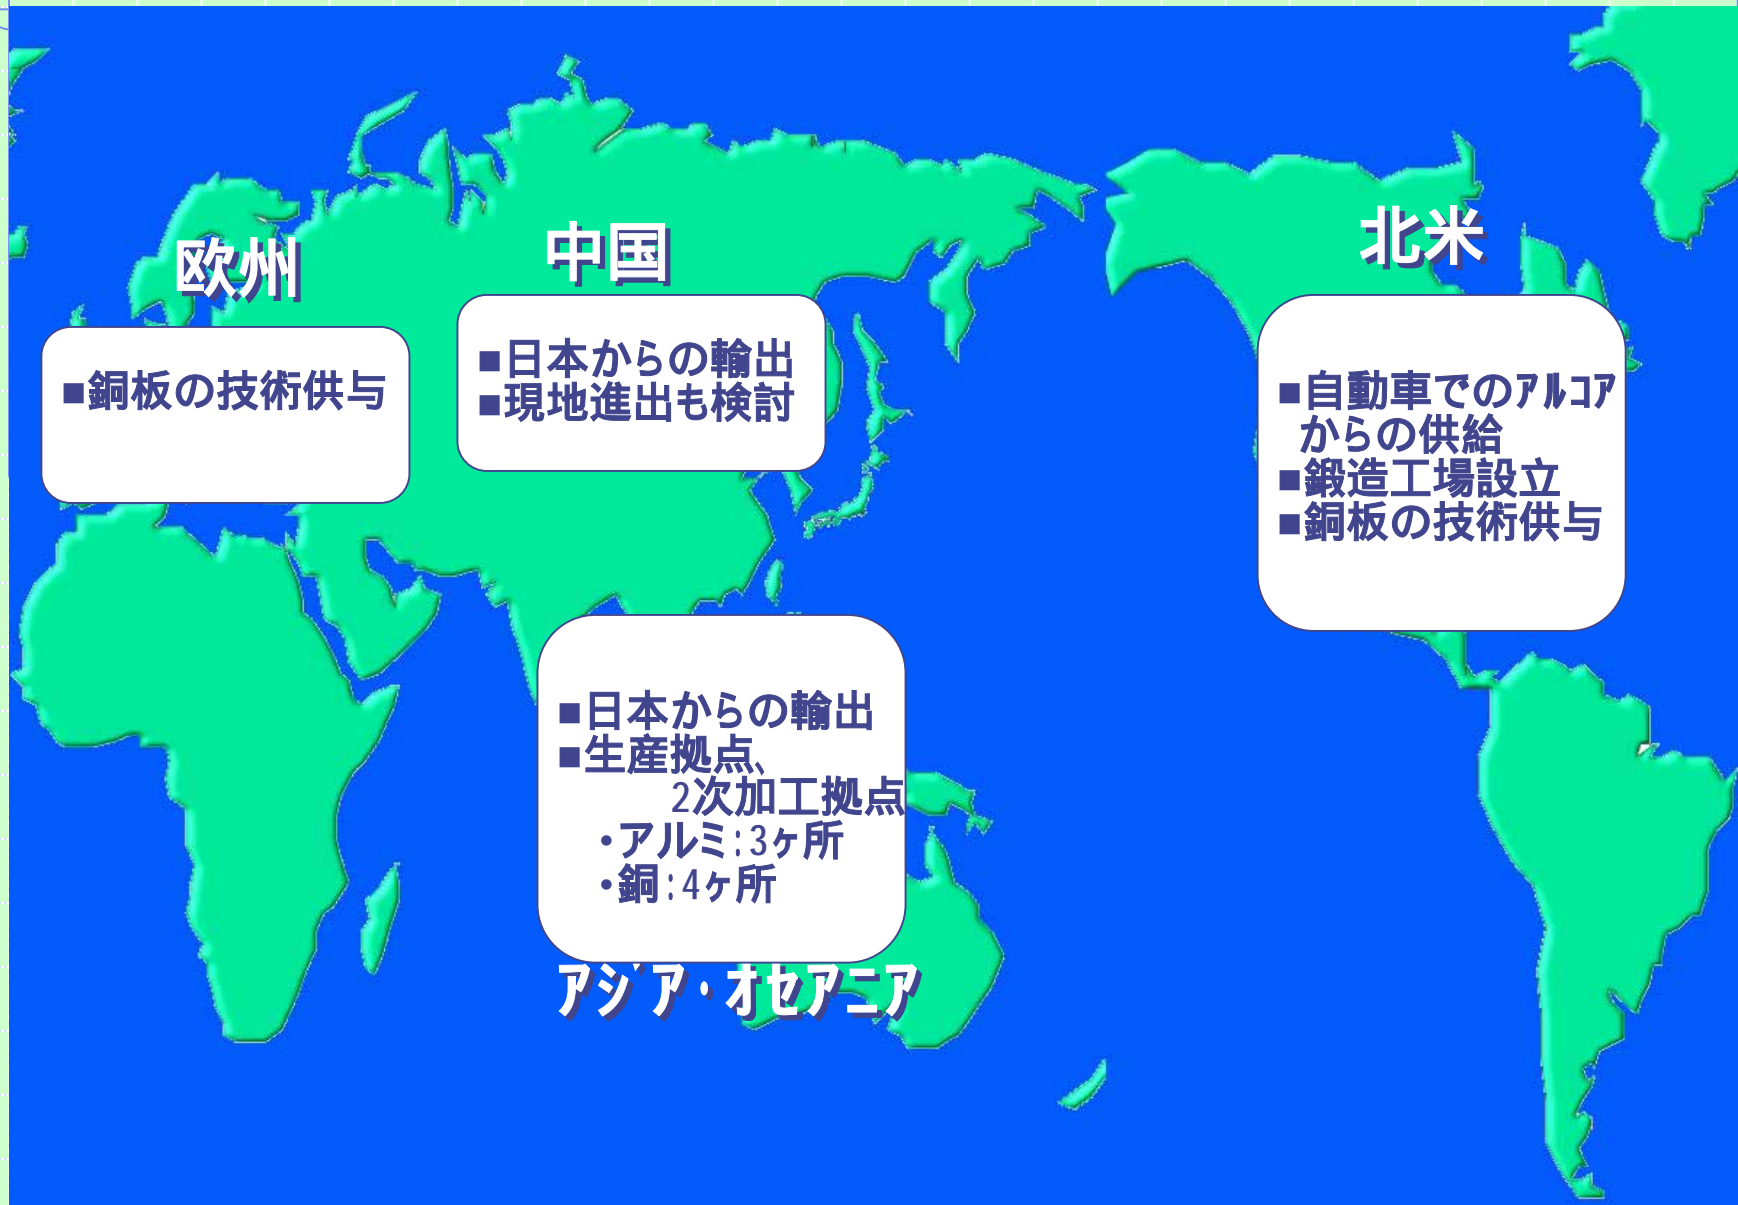 欧州
■銅板の技術供与
中国
■日本からの輸出
■現地進出も検討
北米
■自動車でのｱﾙｺｱ
からの供給
■鍛造工場設立
■銅板の技術供与
■日本からの輸出
■生産拠点、
2次加工拠点
・アルミ：3ヶ所
・銅：4ヶ所
ｱｼﾞｱ・ｵｾｱﾆｱ